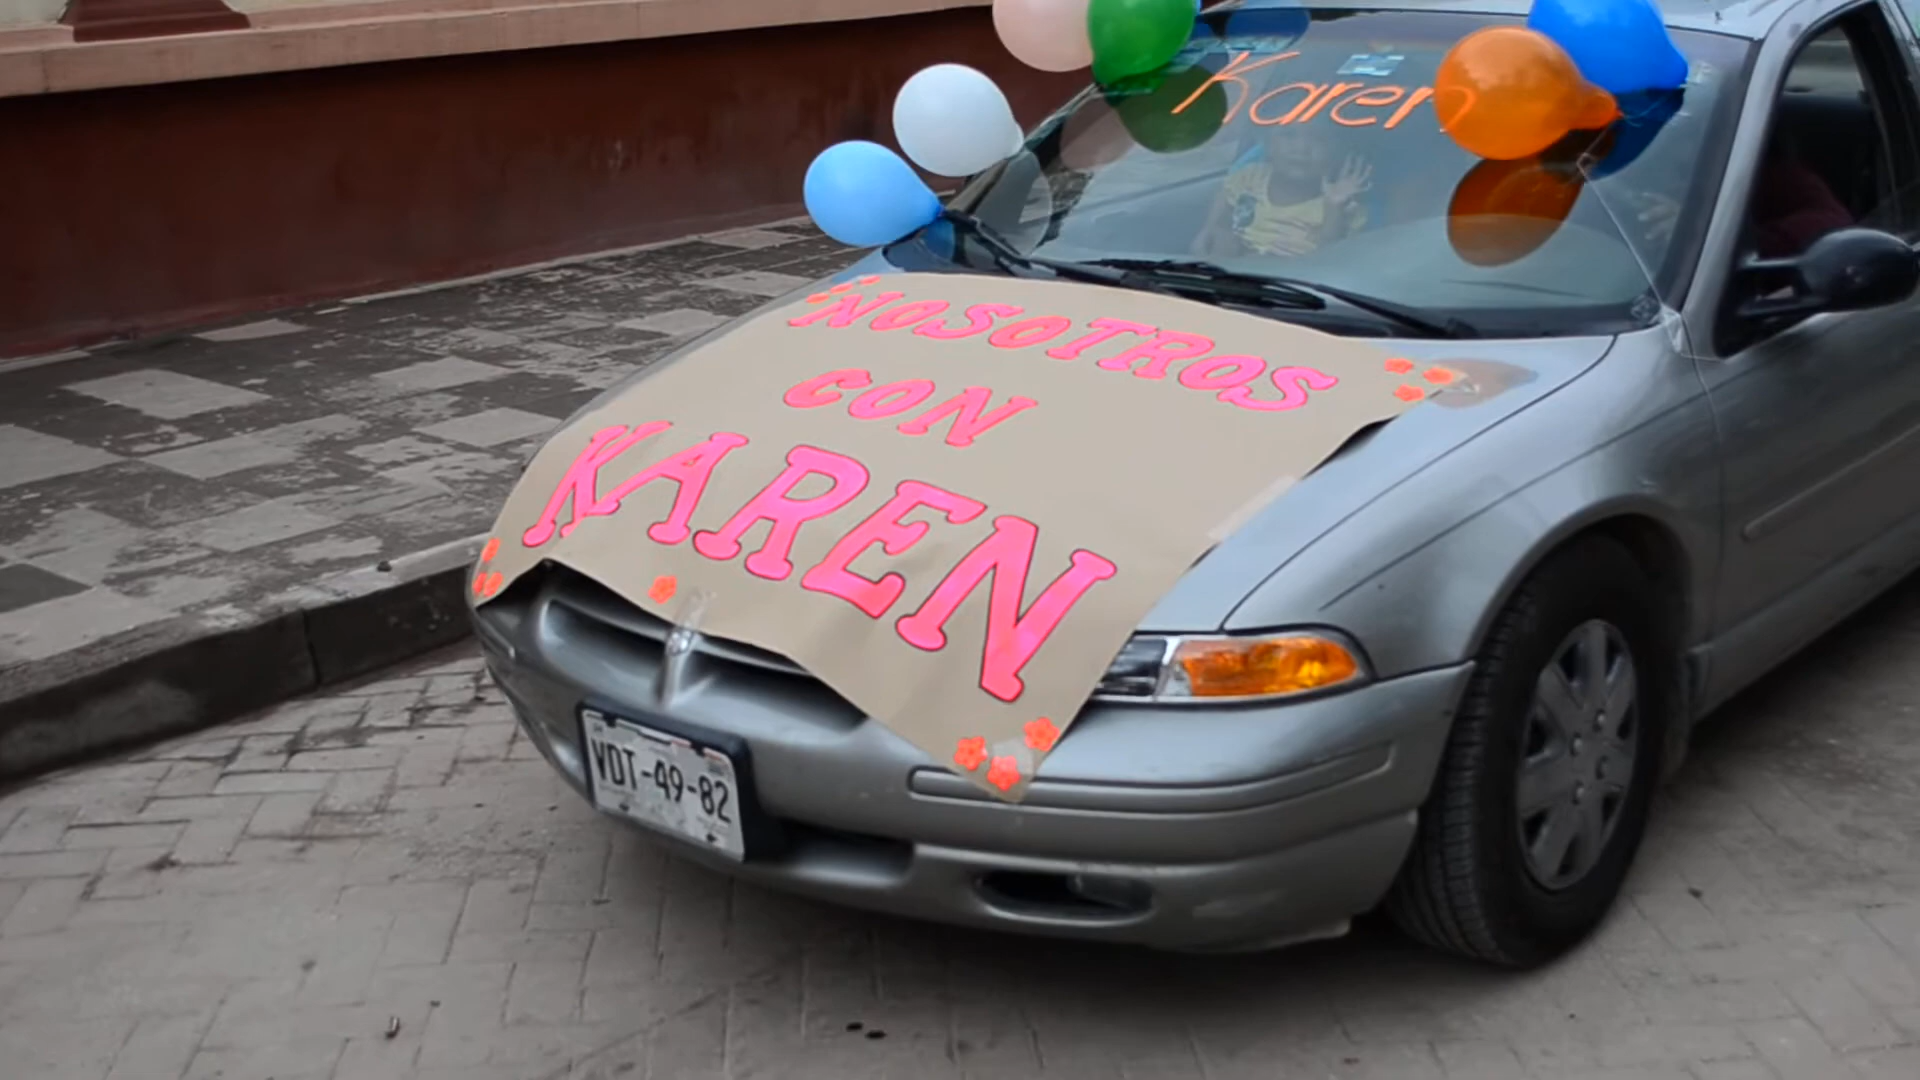 Karen
NOSOTROS
CON
KAREN
VDT-49-82